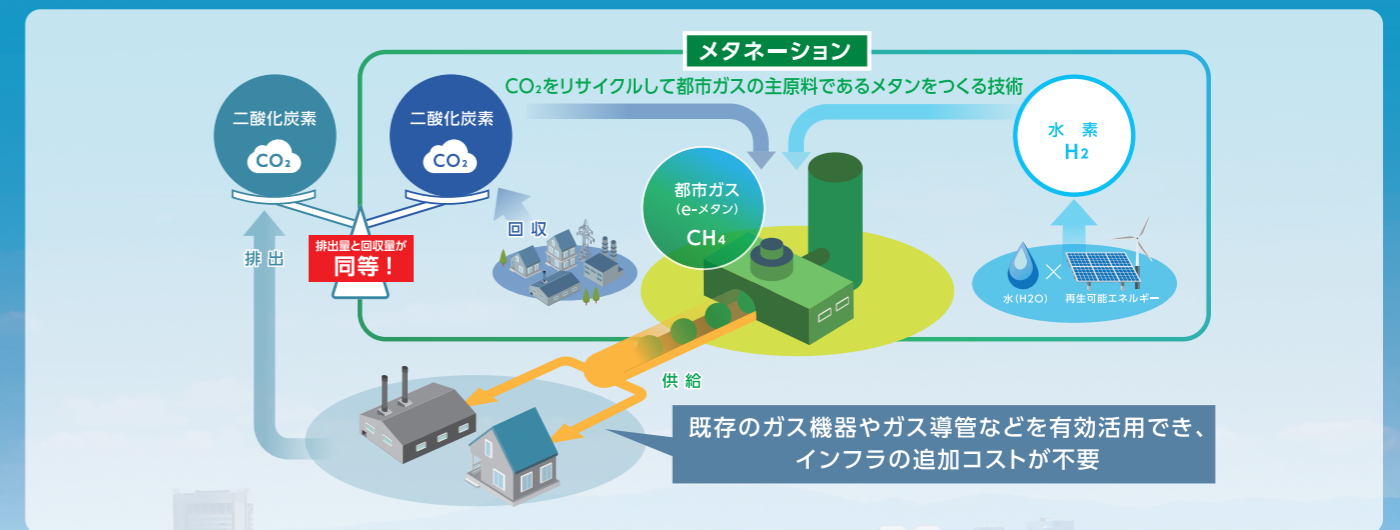 メタネーション
CO₂をリサイクルして都市ガスの主原料であるメタンをつくる技術
二酸化炭素
CO₂
二酸化炭素
CO₂
水 素
H₂
都市ガス
(e-メタン)
CH₄
回 収
排出量と回収量が
同等!
排 出
水(H2O)
×
再生可能エネルギー
供 給
既存のガス機器やガス導管などを有効活用でき、
インフラの追加コストが不要